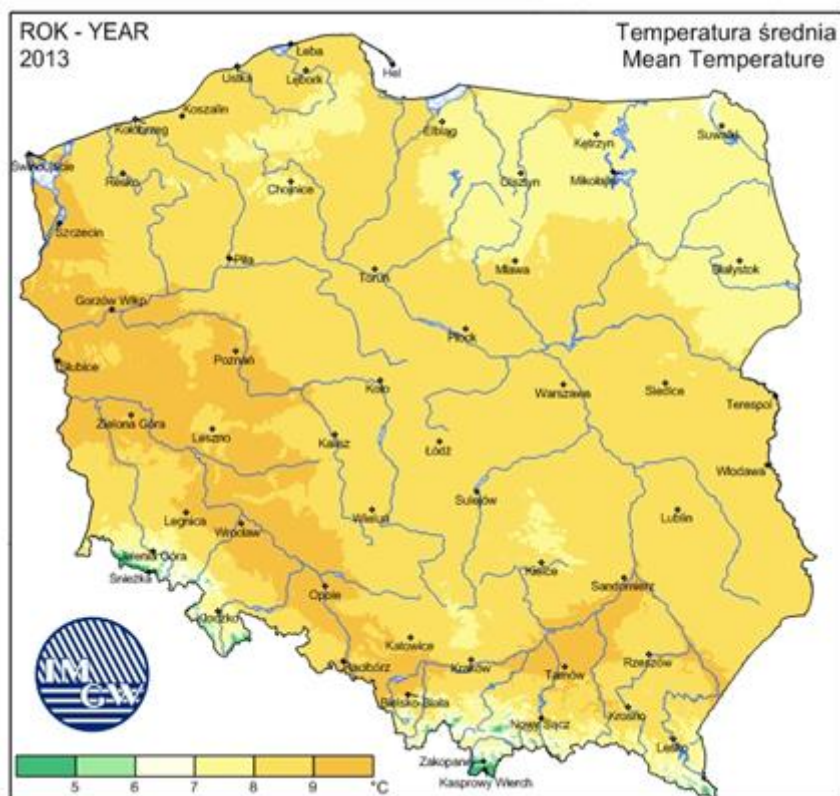 ROK - YEAR
2013
Temperatura średnia
Mean Temperature
Łeba
Hel
Ustka
Lębork
Koszalin
Kołobrzeg
Elbląg
Suwałki
Kętrzyn
Świnoujście
Resko
Chojnice
Olsztyn
Mikołajki
Szczecin
Piła
Toruń
Mława
Białystok
Gorzów Wlkp.
Płock
Słubice
Poznań
Koło
Warszawa
Siedlce
Terespol
Zielona Góra
Leszno
Kalisz
Łódź
Włodawa
Sulejów
Legnica
Wrocław
Wieluń
Lublin
Jelenia Góra
Śnieżka
Kielce
Sandomierz
Opole
Kłodzko
Katowice
Racibórz
Kraków
Tarnów
Rzeszów
Bielsko-Biała
Nowy Sącz
Krosno
Lesko
Zakopane
Kasprowy Wierch
IM
GW
5 6 7 8 9 °C